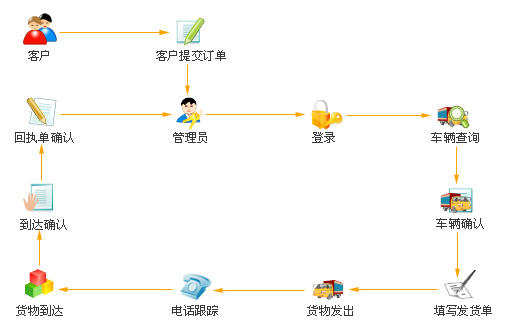 客户
客户提交订单
回执单确认
管理员
登录
车辆查询
到达确认
车辆确认
货物到达
电话跟踪
货物发出
填写发货单